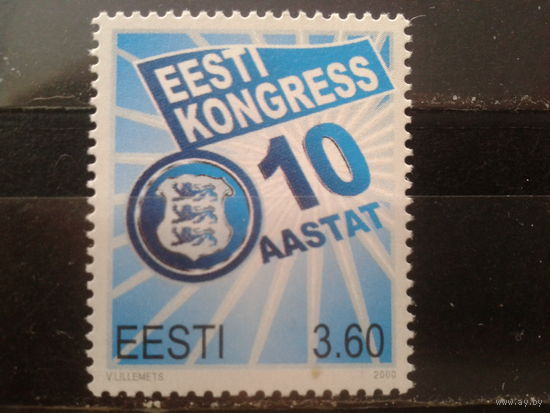 EESTI
KONGRESS
10
AASTAT
EESTI 3.60
V.LILLEMETS 2000
www.ay.by